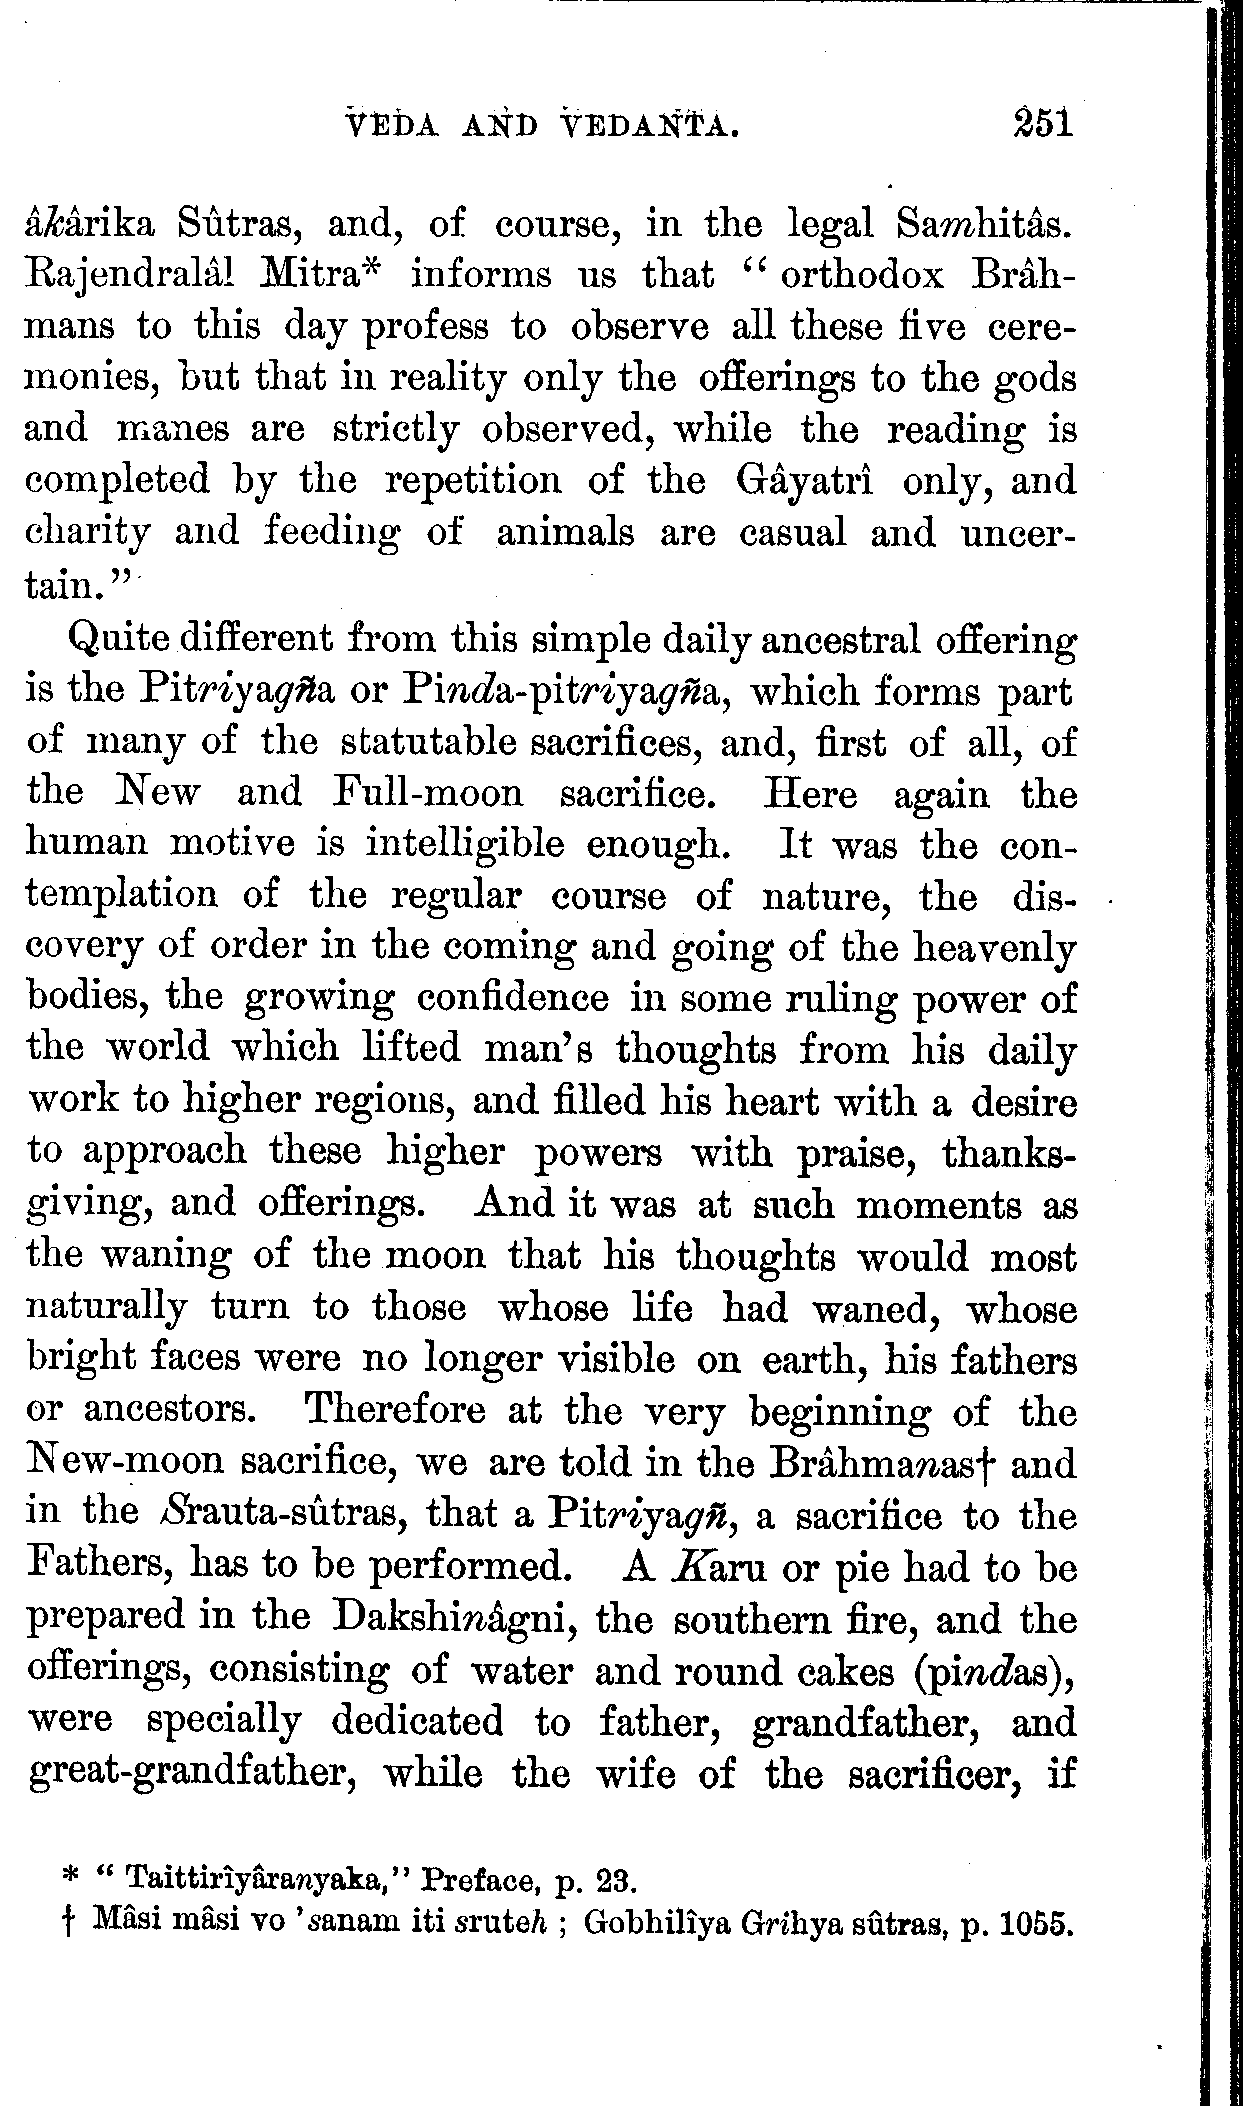 VEDA AND VEDANTA. 251
âkârika Sûtras, and, of course, in the legal Samhitâs.
Rajendralâl Mitra* informs us that “ orthodox Brâh-
mans to this day profess to observe all these five cere-
monies, but that in reality only the offerings to the gods
and manes are strictly observed, while the reading is
completed by the repetition of the Gâyatrî only, and
charity and feeding of animals are casual and uncer-
tain.”
Quite different from this simple daily ancestral offering
is the Pitriyagña or Pinda-pitriyagña, which forms part
of many of the statutable sacrifices, and, first of all, of
the New and Full-moon sacrifice. Here again the
human motive is intelligible enough. It was the con-
templation of the regular course of nature, the dis-
covery of order in the coming and going of the heavenly
bodies, the growing confidence in some ruling power of
the world which lifted man’s thoughts from his daily
work to higher regions, and filled his heart with a desire
to approach these higher powers with praise, thanks-
giving, and offerings. And it was at such moments as
the waning of the moon that his thoughts would most
naturally turn to those whose life had waned, whose
bright faces were no longer visible on earth, his fathers
or ancestors. Therefore at the very beginning of the
New-moon sacrifice, we are told in the Brâhmanas† and
in the Srauta-sûtras, that a Pitriyagñ, a sacrifice to the
Fathers, has to be performed. A Karu or pie had to be
prepared in the Dakshinâgni, the southern fire, and the
offerings, consisting of water and round cakes (pindas),
were specially dedicated to father, grandfather, and
great-grandfather, while the wife of the sacrificer, if
* “ Taittirîyâranyaka,” Preface, p. 23.
† Mâsi mâsi vo ’sanam iti sruteh ; Gobhilîya Grihya sûtras, p. 1055.